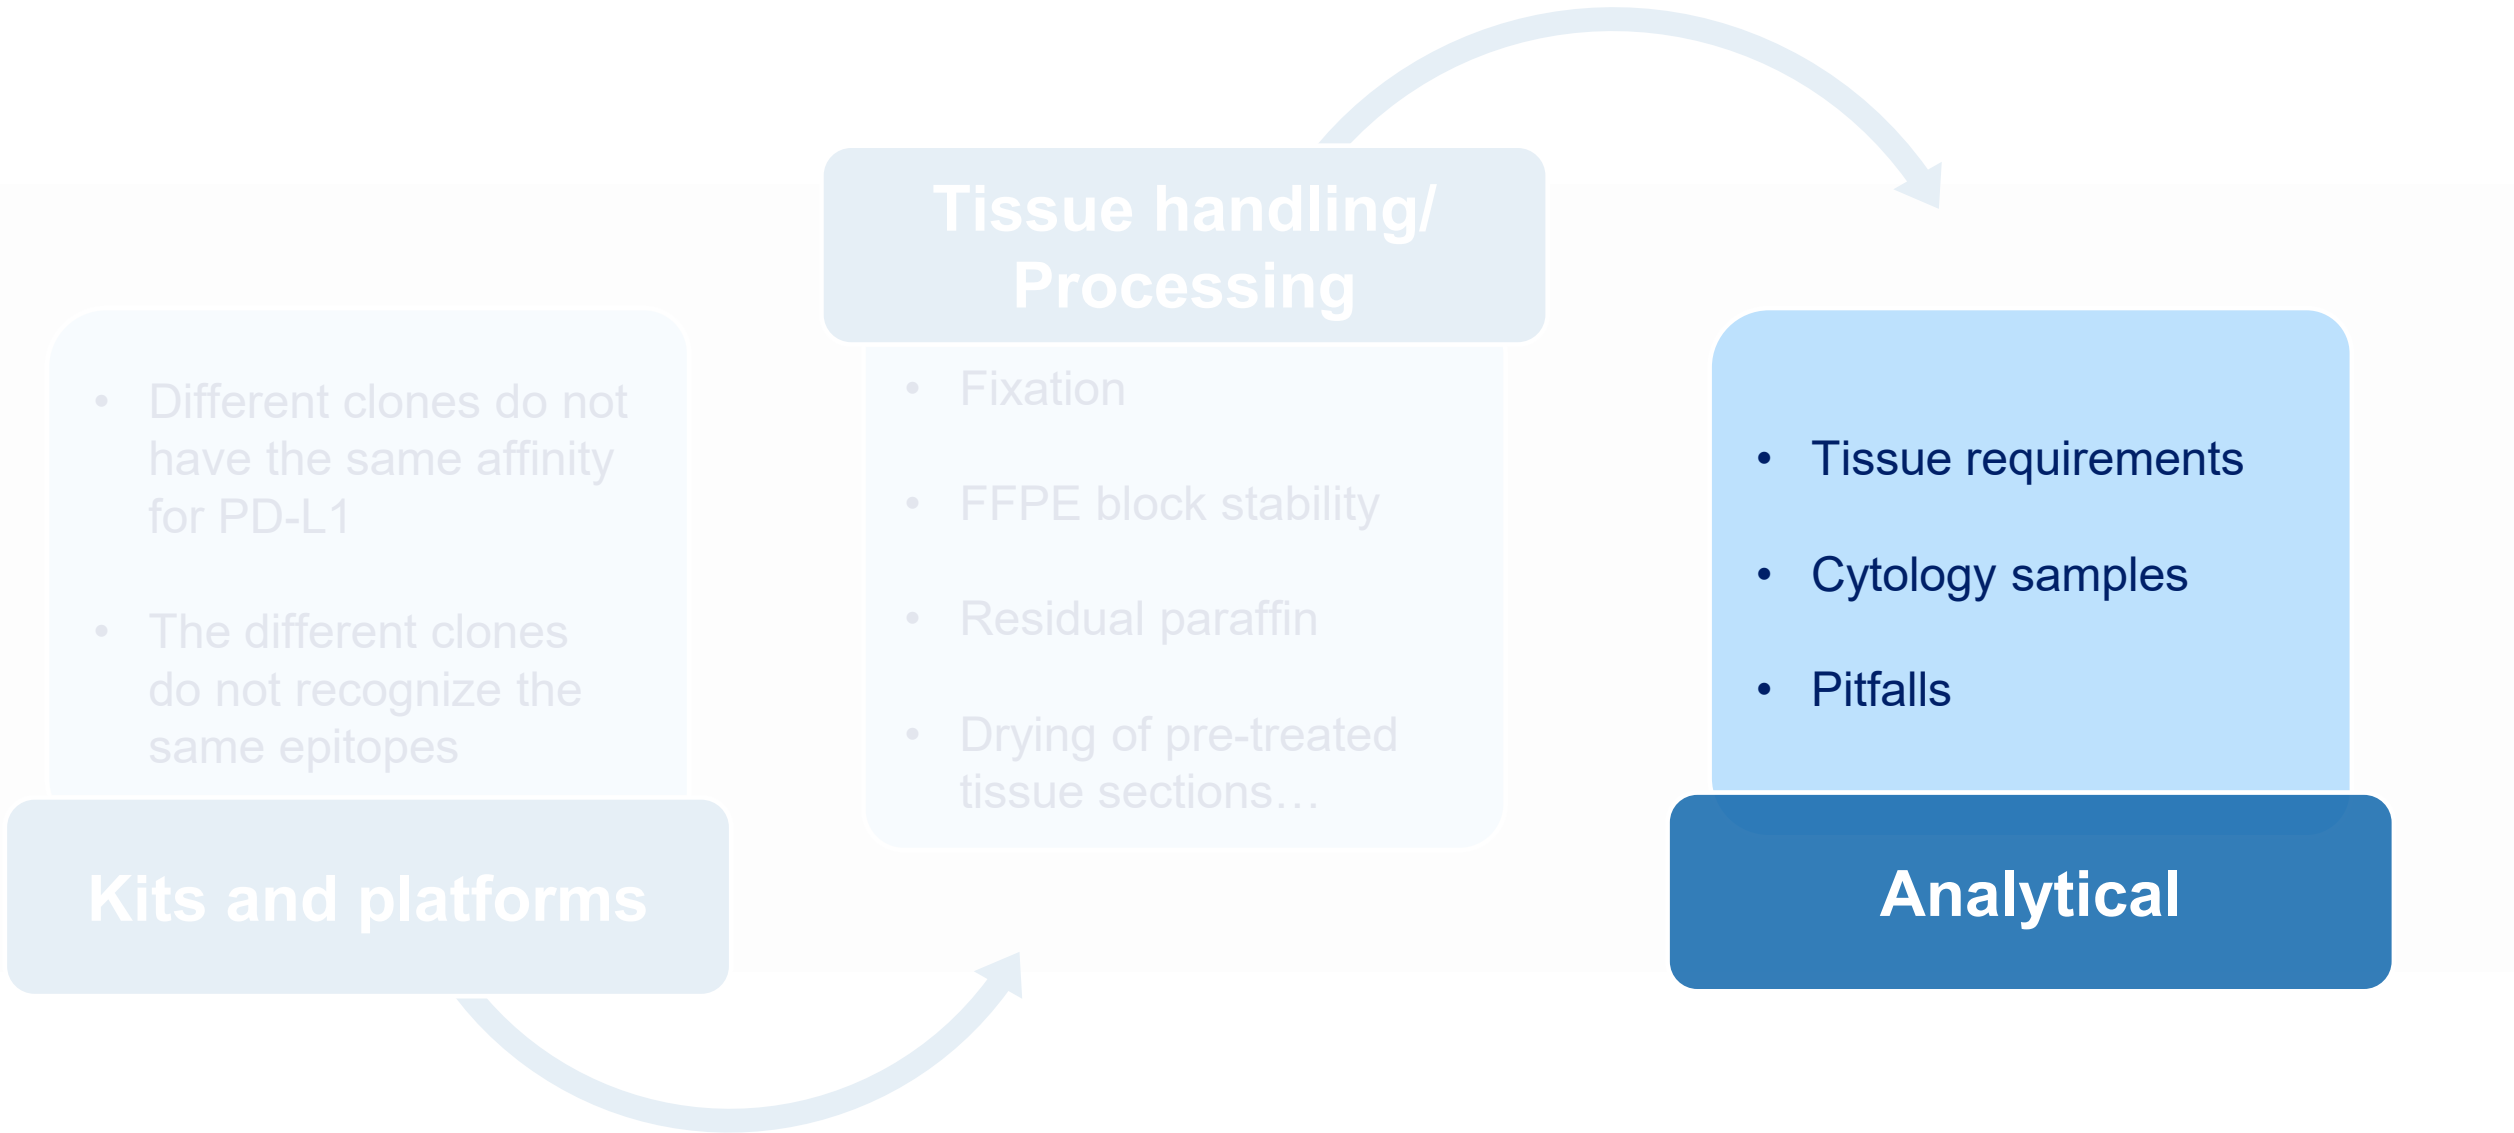 • Different clones do not
have the same affinity
for PD-L1
• The different clones
do not recognize the
same epitopes
Kits and platforms
Tissue handling/
Processing
• Fixation
• FFPE block stability
• Residual paraffin
• Drying of pre-treated
tissue sections…
• Tissue requirements
• Cytology samples
• Pitfalls
Analytical